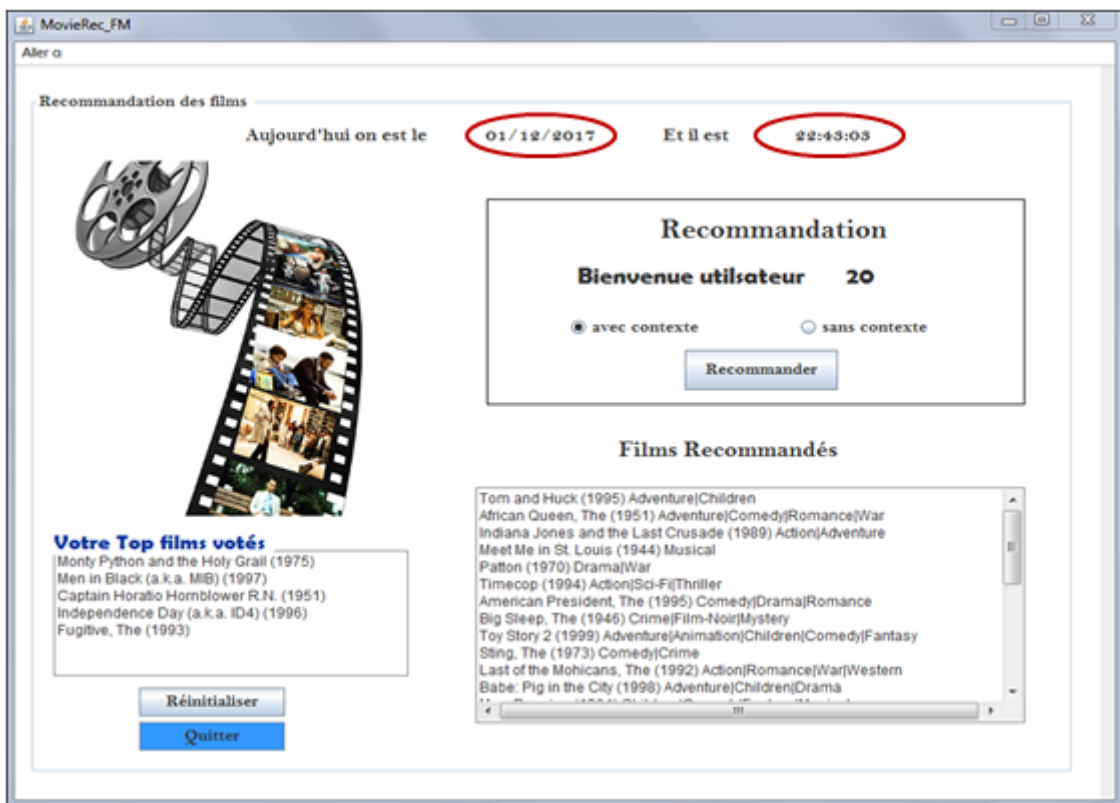 MovieRec_FM
Aller a
Recommandation des films
Aujourd'hui on est le 01/12/2017 Et il est 22:43:03
Recommandation
Bienvenue utilsateur 20
avec contexte sans contexte
Recommander
Films Recommandés
Tom and Huck (1995) Adventure|Children
African Queen, The (1951) Adventure|Comedy|Romance|War
Indiana Jones and the Last Crusade (1989) Action|Adventure
Meet Me in St. Louis (1944) Musical
Patton (1970) Drama|War
Timecop (1994) Action|Sci-Fi|Thriller
American President, The (1995) Comedy|Drama|Romance
Big Sleep, The (1946) Crime|Film-Noir|Mystery
Toy Story 2 (1999) Adventure|Animation|Children|Comedy|Fantasy
Sting, The (1973) Comedy|Crime
Last of the Mohicans, The (1992) Action|Romance|War|Western
Babe: Pig in the City (1998) Adventure|Children|Drama
Votre Top films votés
Monty Python and the Holy Grail (1975)
Men in Black (a.k.a. MIB) (1997)
Captain Horatio Hornblower R.N. (1951)
Independence Day (a.k.a. ID4) (1996)
Fugitive, The (1993)
Réinitialiser
Quitter